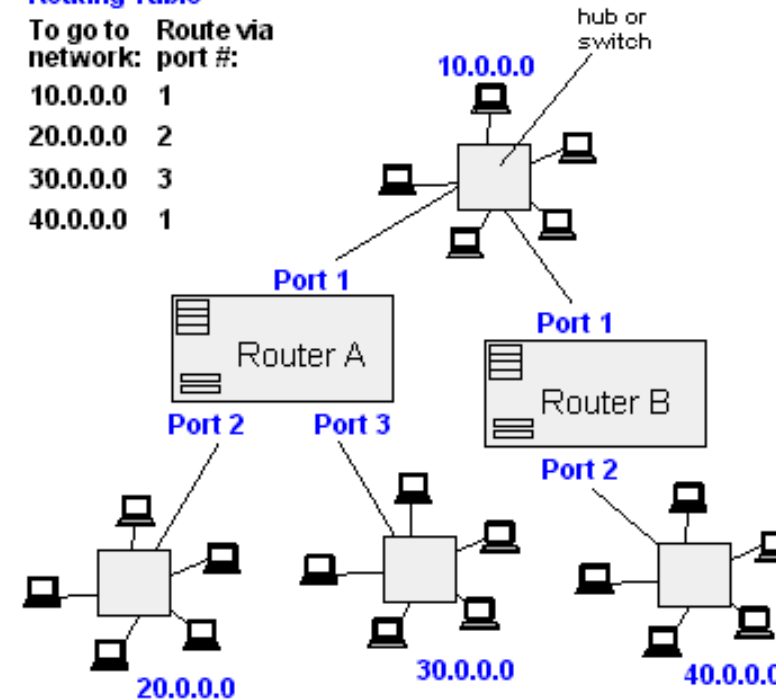 Routing Table
To go to Route via
network: port #:
10.0.0.0 1
20.0.0.0 2
30.0.0.0 3
40.0.0.0 1
hub or
switch
10.0.0.0
Port 1
Router A
Port 2 Port 3
Port 1
Router B
Port 2
20.0.0.0
30.0.0.0
40.0.0.0